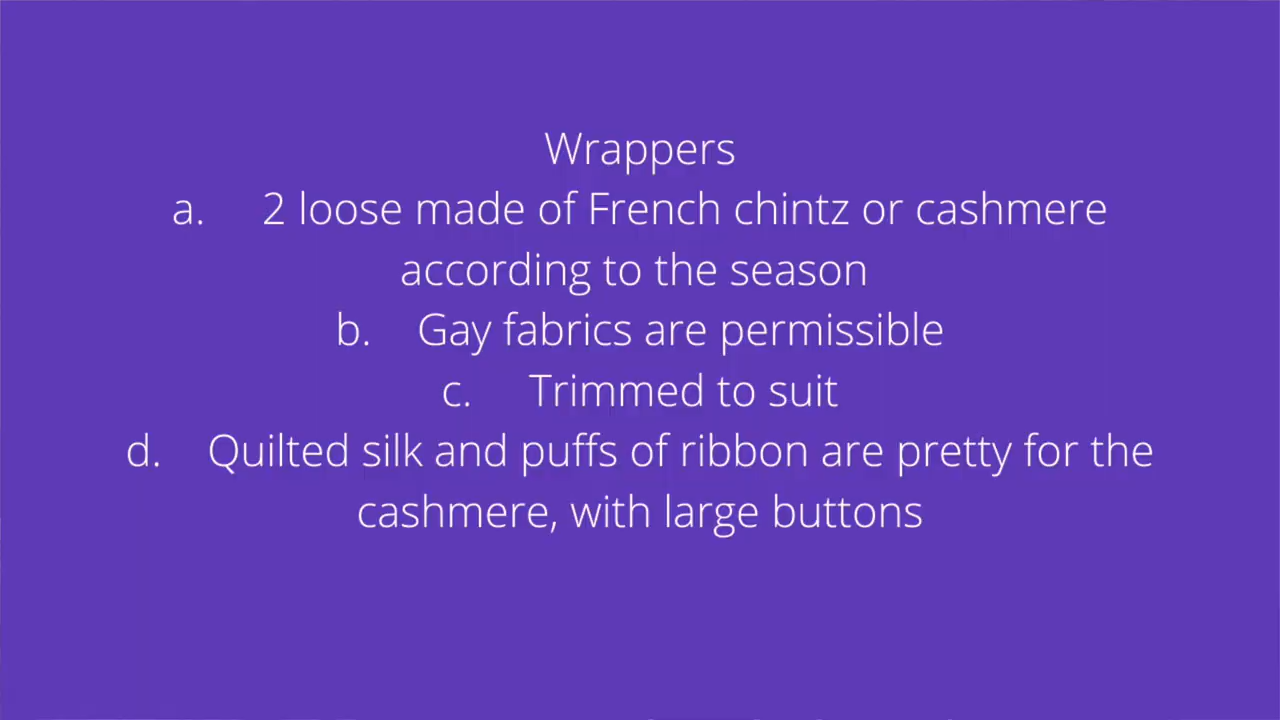 Wrappers
a. 2 loose made of French chintz or cashmere
according to the season
b. Gay fabrics are permissible
c. Trimmed to suit
d. Quilted silk and puffs of ribbon are pretty for the
cashmere, with large buttons